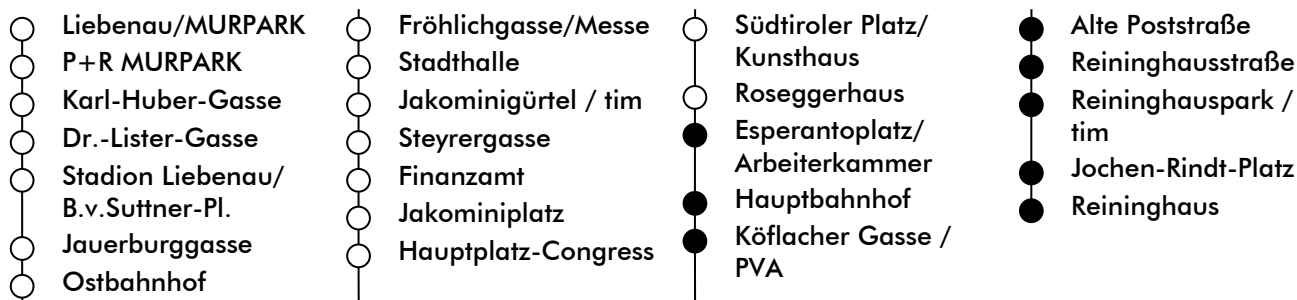 Liebenau/MURPARK
P+R MURPARK
Karl-Huber-Gasse
Dr.-Lister-Gasse
Stadion Liebenau/
B.v.Suttner-Pl.
Jauerburggasse
Ostbahnhof
Fröhlichgasse/Messe
Stadthalle
Jakominigürtel / tim
Steyrergasse
Finanzamt
Jakominiplatz
Hauptplatz-Congress
Südtiroler Platz/
Kunsthaus
Roseggerhaus
Esperantoplatz/
Arbeiterkammer
Hauptbahnhof
Köflacher Gasse /
PVA
Alte Poststraße
Reininghausstraße
Reininghauspark /
tim
Jochen-Rindt-Platz
Reininghaus